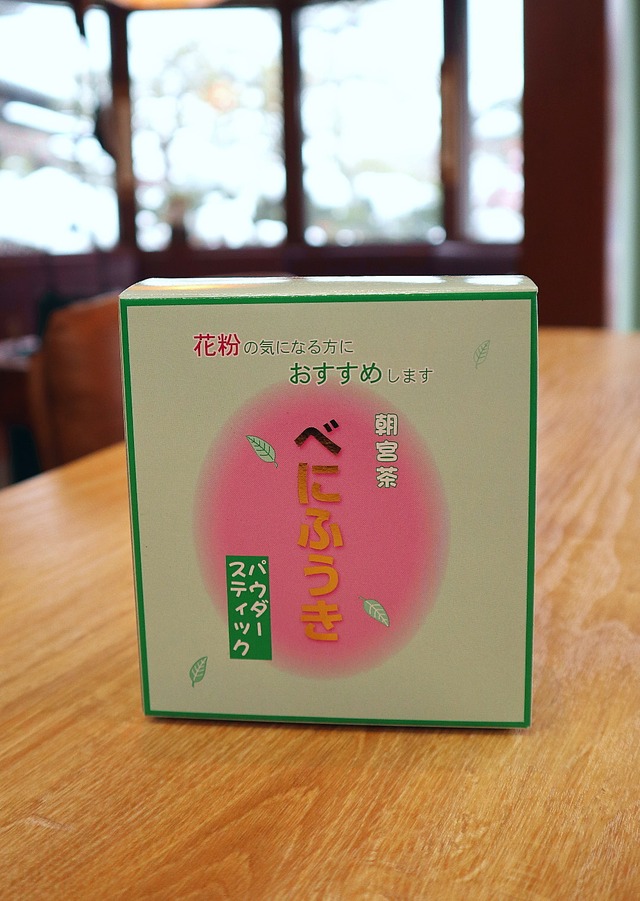 花粉の気になる方に
おすすめします
朝宮茶
べにふうき
パウダー
スティック